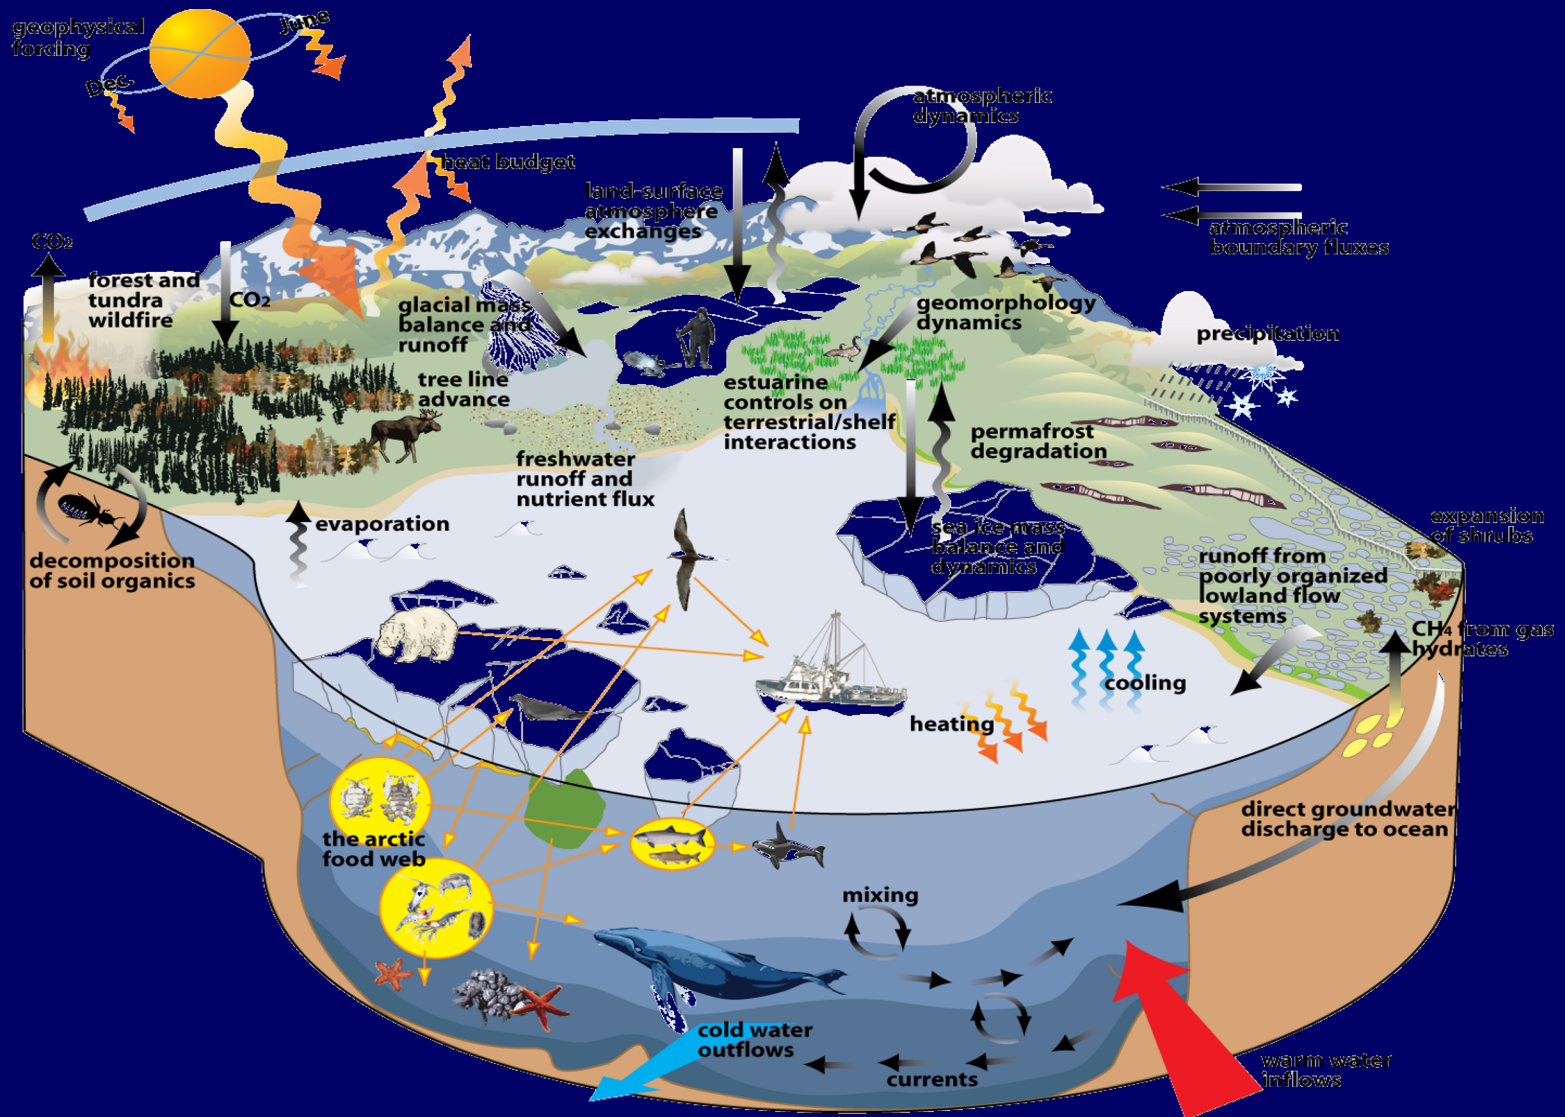 geophysical
forcing
June
Dec.
heat budget
atmospheric
dynamics
land-surface
atmosphere
exchanges
atmospheric
boundary fluxes
CO₂
forest and
tundra
wildfire
CO₂
glacial mass
balance and
runoff
geomorphology
dynamics
precipitation
tree line
advance
estuarine
controls on
terrestrial/shelf
interactions
permafrost
degradation
freshwater
runoff and
nutrient flux
evaporation
sea ice mass
balance and
dynamics
expansion
of shrubs
decomposition
of soil organics
runoff from
poorly organized
lowland flow
systems
CH₄ from gas
hydrates
cooling
heating
direct groundwater
discharge to ocean
the arctic
food web
mixing
cold water
outflows
currents
warm water
inflows